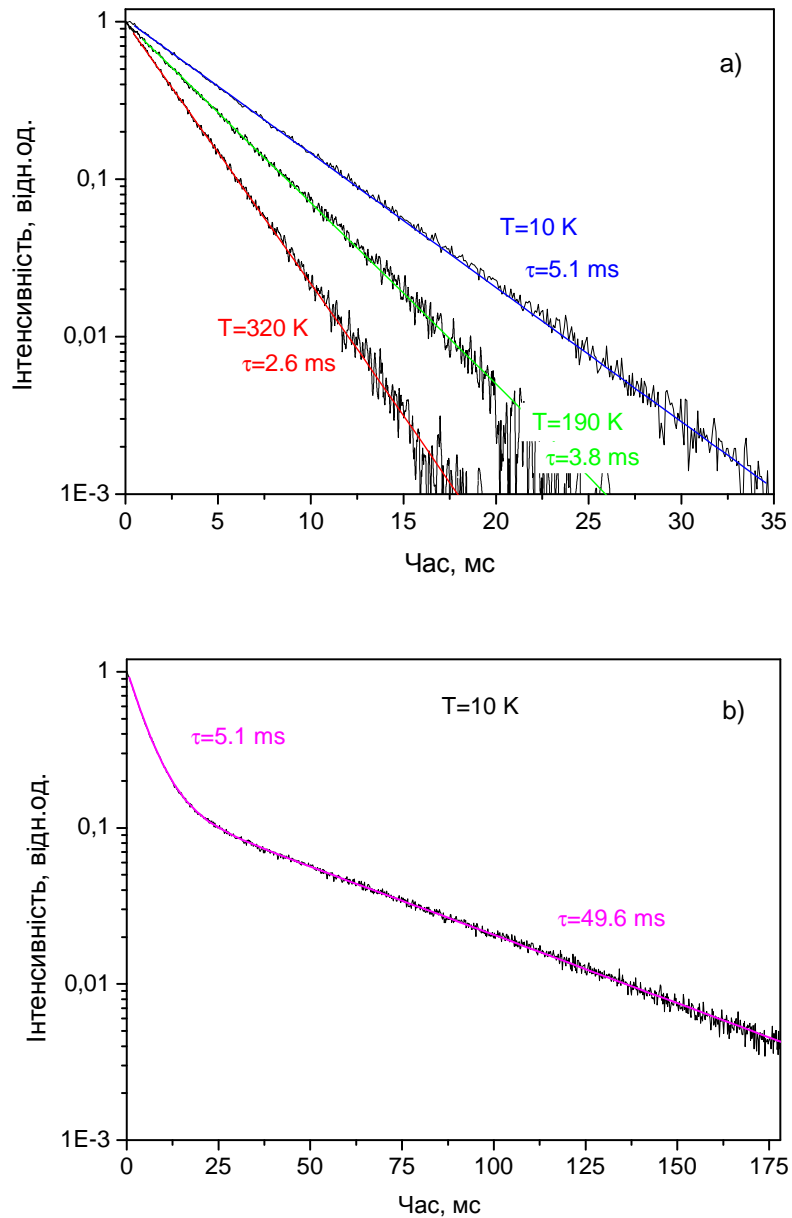 a)
Інтенсивність, відн.од.
1
0,1
0,01
1E-3
T=10 K
τ=5.1 ms
T=320 K
τ=2.6 ms
T=190 K
τ=3.8 ms
0 5 10 15 20 25 30 35
Час, мс
b)
T=10 K
Інтенсивність, відн.од.
1
0,1
0,01
1E-3
τ=5.1 ms
τ=49.6 ms
0 25 50 75 100 125 150 175
Час, мс